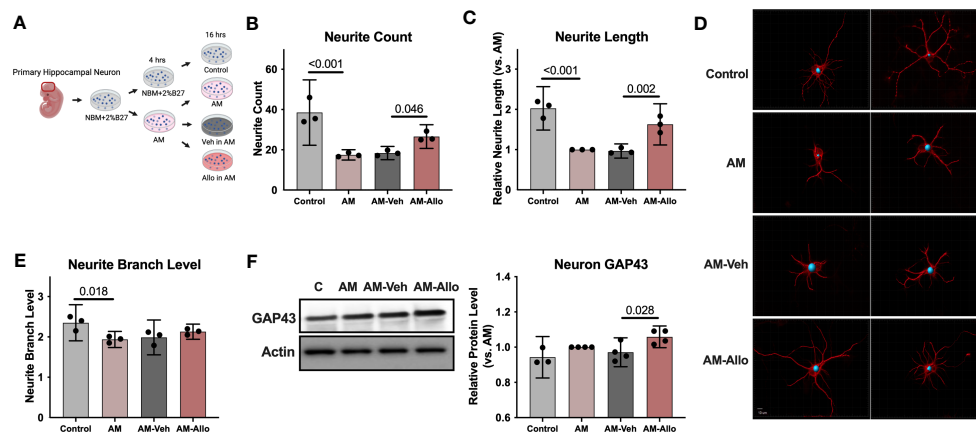 A
16 hrs
4 hrs
Primary Hippocampal Neuron
NBM+2%B27
NBM+2%B27
AM
Control
AM
Veh in AM
Allo in AM
B
Neurite Count
Neurite Count
60
40
20
0
<0.001
0.046
Control AM AM-Veh AM-Allo
C
Neurite Length
Relative Neurite Length (vs. AM)
3
2
1
0
<0.001
0.002
Control AM AM-Veh AM-Allo
D
Control
AM
AM-Veh
AM-Allo
E
Neurite Branch Level
Neurite Branch Level
3
2
1
0
0.018
Control AM AM-Veh AM-Allo
F
C AM AM-Veh AM-Allo
GAP43
Actin
Neuron GAP43
Relative Protein Level
(vs. AM)
1.4
1.2
1.0
0.8
0.6
0.028
Control AM AM-Veh AM-Allo